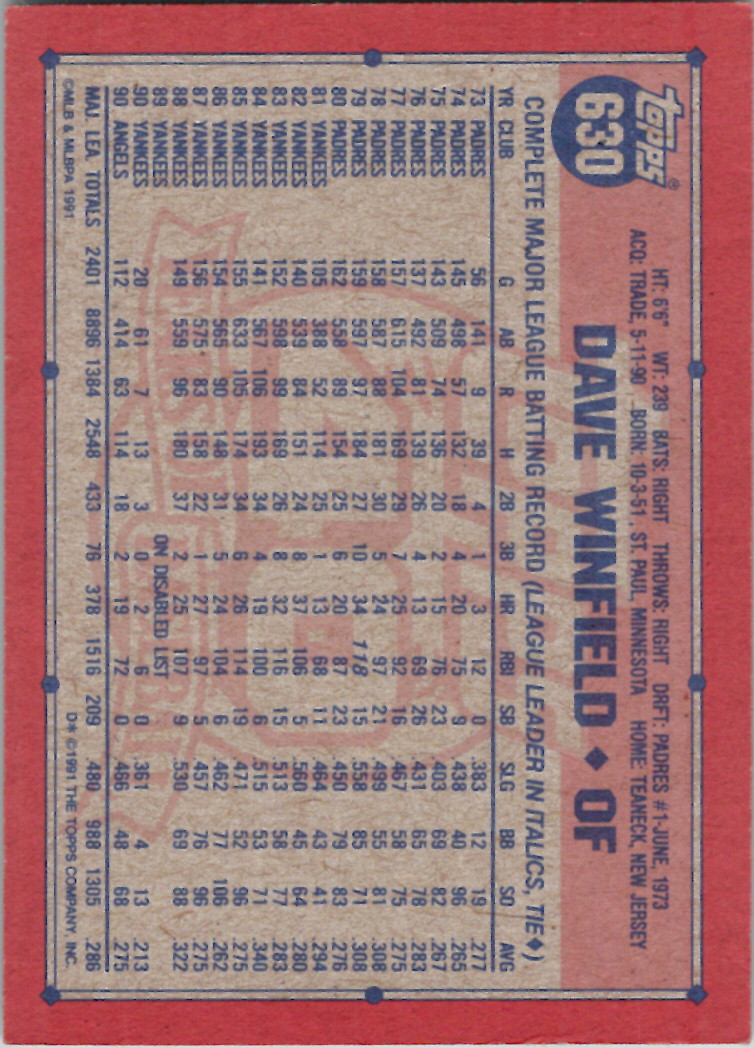 TOPPS®
630
HT: 6'6" WT: 239 BATS: RIGHT THROWS: RIGHT DRFT: PADRES #1-JUNE, 1973
ACQ: TRADE, 5-11-90 BORN: 10-3-51, ST. PAUL, MINNESOTA HOME: TEANECK, NEW JERSEY
DAVE WINFIELD ♦ OF
COMPLETE MAJOR LEAGUE BATTING RECORD (LEAGUE LEADER IN ITALICS, TIE♦)
YR CLUB G AB R H 2B 3B HR RBI SB SLG BB SO AVG
73 PADRES 56 141 9 39 4 1 3 12 0 .383 12 19 .277
74 PADRES 145 498 57 132 18 4 20 75 9 .438 40 96 .265
75 PADRES 143 509 74 136 20 2 15 76 23 .403 69 82 .267
76 PADRES 137 492 81 139 26 4 13 69 26 .431 65 78 .283
77 PADRES 157 615 104 169 29 7 25 92 16 .467 58 75 .275
78 PADRES 158 587 88 181 30 5 24 97 21 .499 55 81 .308
79 PADRES 159 597 97 184 27 10 34 118 15 .558 85 71 .308
80 PADRES 162 558 89 154 25 6 20 87 23 .450 79 83 .276
81 YANKEES 105 388 52 114 25 1 13 68 11 .464 43 41 .294
82 YANKEES 140 539 84 151 24 8 37 106 5 .560 45 64 .280
83 YANKEES 152 598 99 169 26 8 32 116 15 .513 58 77 .283
84 YANKEES 141 567 106 193 34 4 19 100 6 .515 53 71 .340
85 YANKEES 155 633 105 174 34 6 26 114 19 .471 52 96 .275
86 YANKEES 154 565 90 148 31 5 24 104 6 .462 77 106 .262
87 YANKEES 156 575 83 158 22 1 27 97 5 .457 76 96 .275
88 YANKEES 149 559 96 180 37 2 25 107 9 .530 69 88 .322
89 YANKEES ON DISABLED LIST
90 YANKEES 20 61 7 13 3 0 2 6 0 .361 4 13 .213
90 ANGELS 112 414 63 114 18 2 19 72 0 .466 48 68 .275
MAJ. LEA. TOTALS 2401 8896 1384 2548 433 76 378 1516 209 .480 988 1305 .286
©MLB & MLBPA 1991 D* ©1991 THE TOPPS COMPANY, INC.